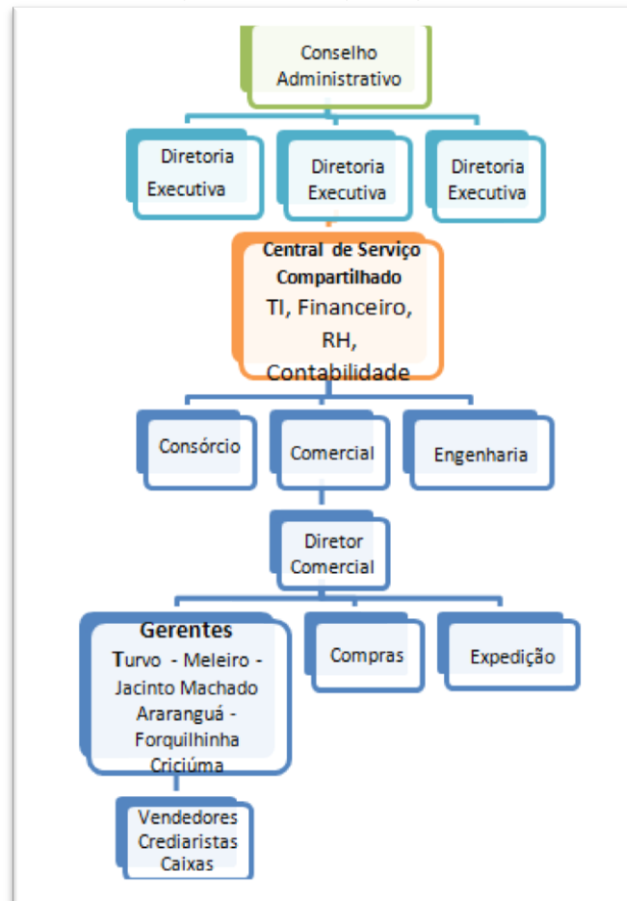 Conselho
Administrativo
Diretoria
Executiva
Diretoria
Executiva
Diretoria
Executiva
Central de Serviço
Compartilhado
TI, Financeiro,
RH,
Contabilidade
Consórcio
Comercial
Engenharia
Diretor
Comercial
Gerentes
Turvo - Meleiro -
Jacinto Machado
Araranguá -
Forquilhinha
Criciúma
Compras
Expedição
Vendedores
Crediaristas
Caixas